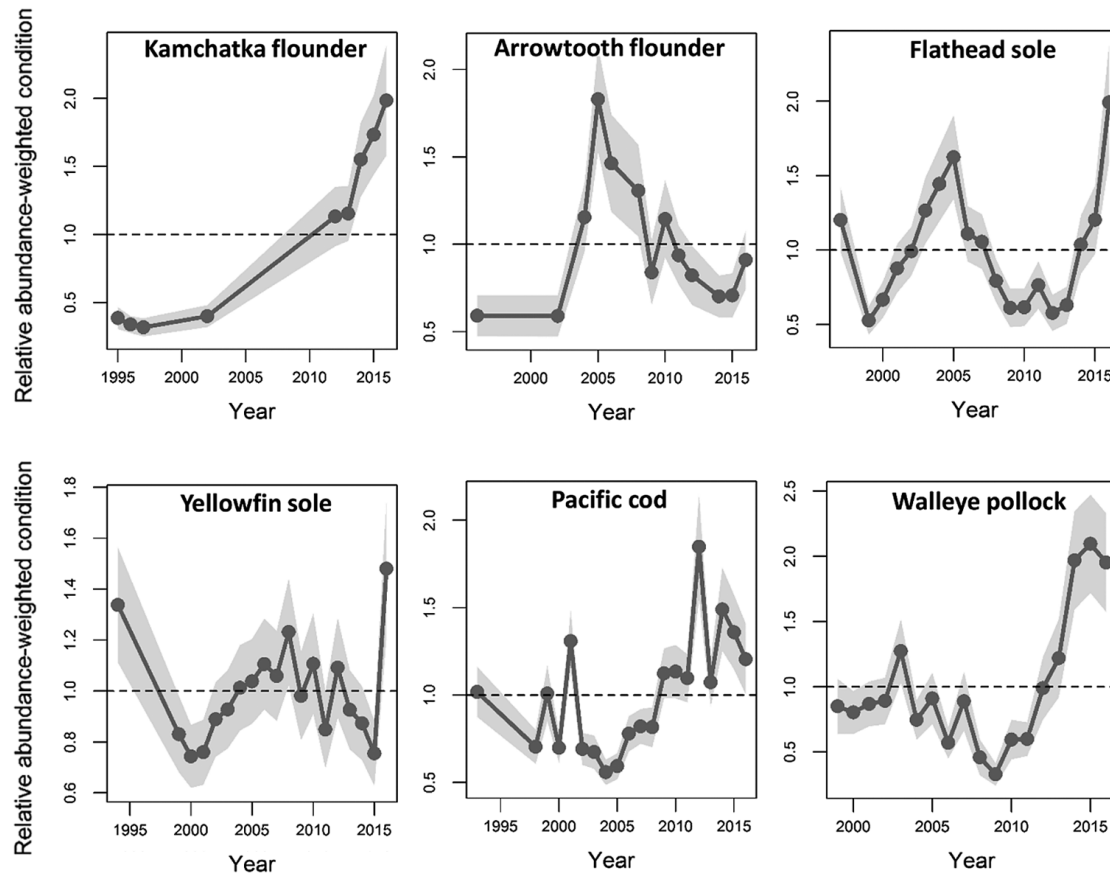 Relative abundance-weighted condition
Kamchatka flounder
2.0
1.5
1.0
0.5
1995 2000 2005 2010 2015
Year
Arrowtooth flounder
2.0
1.5
1.0
0.5
2000 2005 2010 2015
Year
Flathead sole
2.0
1.5
1.0
0.5
2000 2005 2010 2015
Year
Relative abundance-weighted condition
Yellowfin sole
1.8
1.6
1.4
1.2
1.0
0.8
0.6
1995 2000 2005 2010 2015
Year
Pacific cod
2.0
1.5
1.0
0.5
1995 2000 2005 2010 2015
Year
Walleye pollock
2.5
2.0
1.5
1.0
0.5
2000 2005 2010 2015
Year